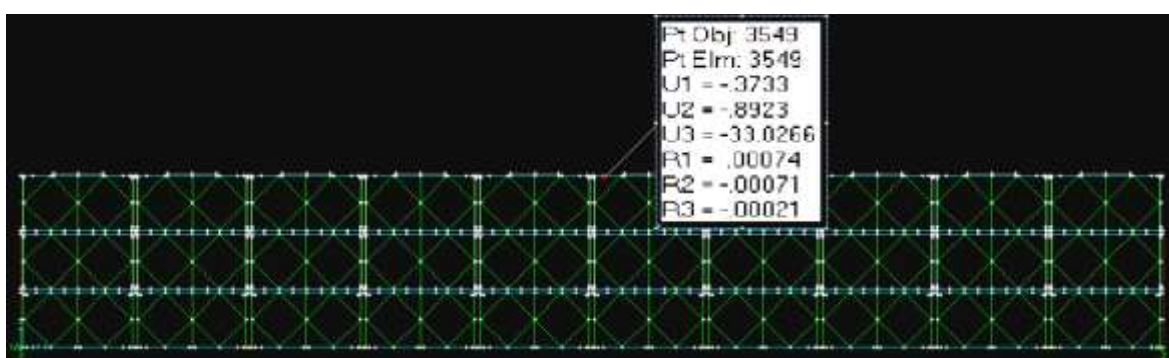 Pt Obj: 3549
Pt Elm: 3549
U1 = -.3733
U2 = -.8923
U3 = -33.0266
R1 = .00074
R2 = -.00071
R3 = -.00021